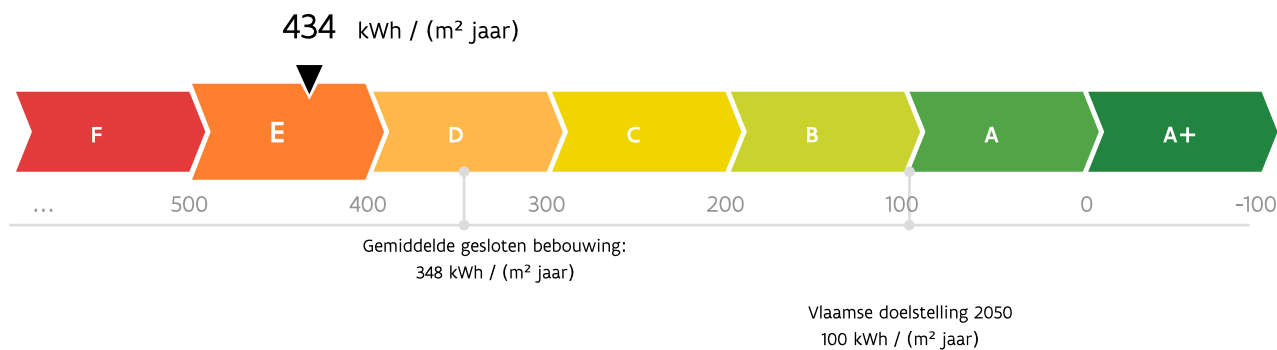 434 kWh / (m² jaar)
F E D C B A A+
... 500 400 300 200 100 0 -100
Gemiddelde gesloten bebouwing:
348 kWh / (m² jaar)
Vlaamse doelstelling 2050
100 kWh / (m² jaar)